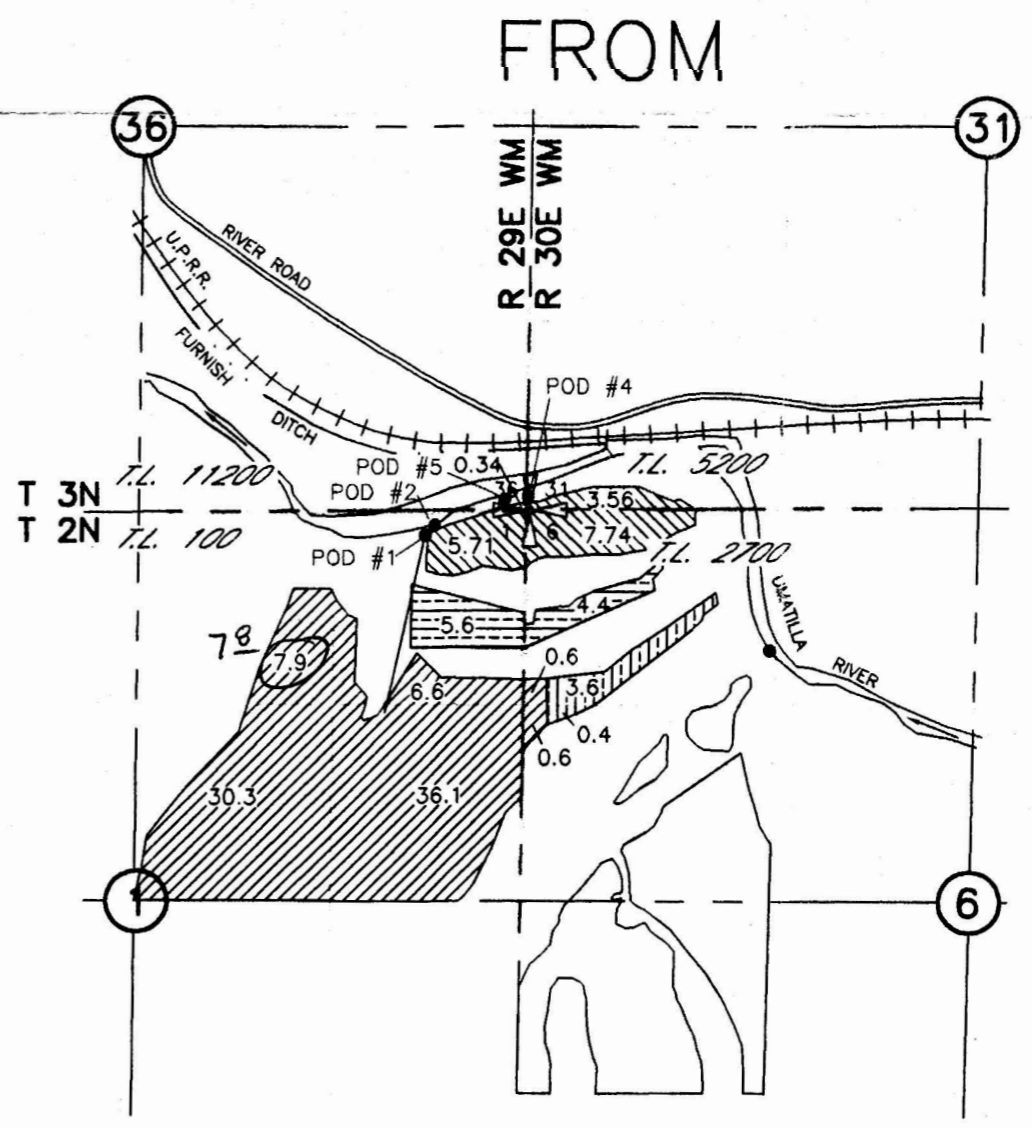 FROM
36
31
R 29E WM
R 30E WM
RIVER ROAD
U.P.R.R.
FURNISH
DITCH
POD #4
POD #5
0.34
T.L. 11200
T.L. 5200
POD #2
36
31
3.56
T 3N
T 2N
T.L. 100
POD #1
5.71
1
6
7.74
T.L. 2700
UMATILLA
RIVER
5.6
4.4
7 8
7.9
0.6
6.6
3.6
0.4
0.6
30.3
36.1
1
6